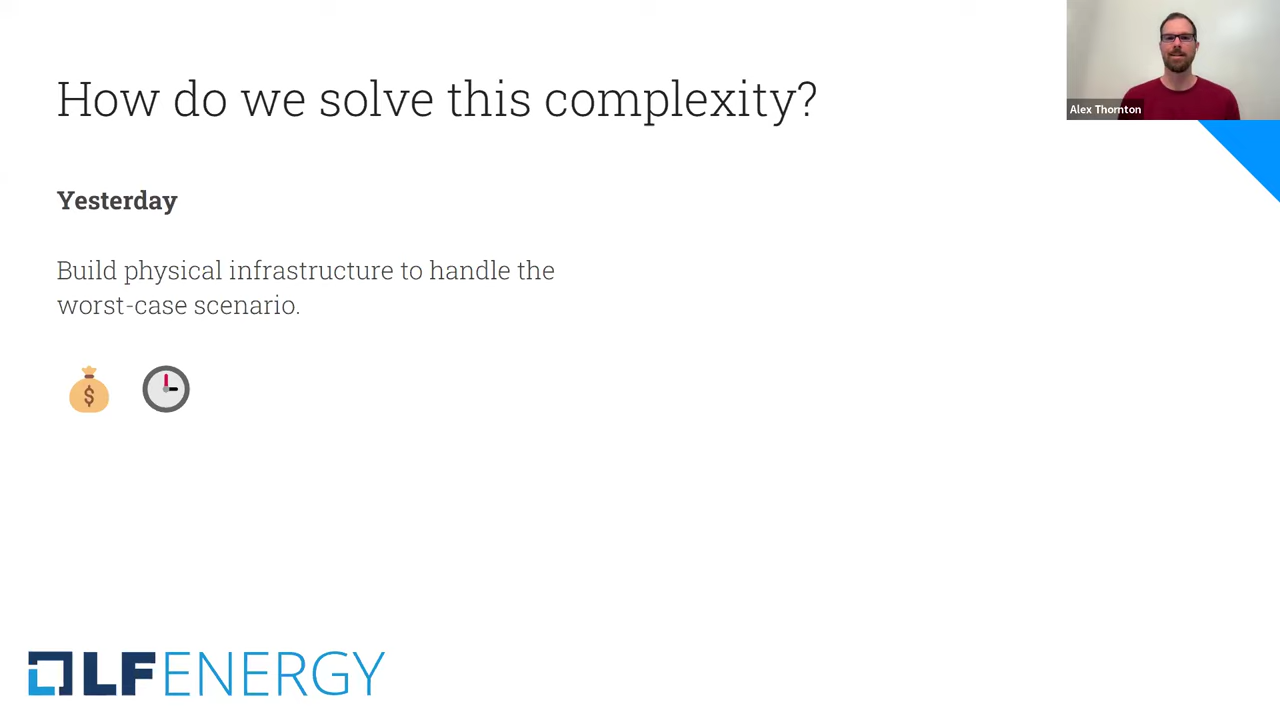 How do we solve this complexity?
Alex Thornton
Yesterday
Build physical infrastructure to handle the
worst-case scenario.
$
LFENERGY